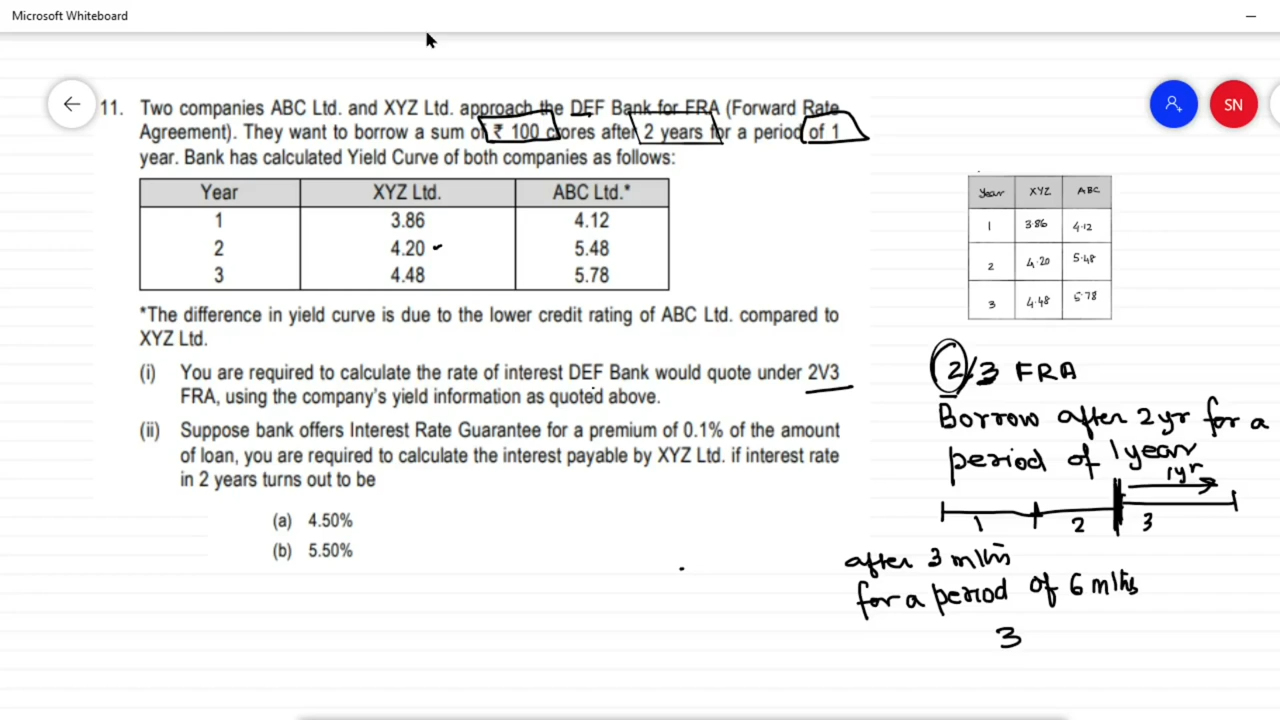 Microsoft Whiteboard
11. Two companies ABC Ltd. and XYZ Ltd. approach the DEF Bank for FRA (Forward Rate
Agreement). They want to borrow a sum of ₹ 100 crores after 2 years for a period of 1
year. Bank has calculated Yield Curve of both companies as follows:
Year XYZ Ltd. ABC Ltd.*
1 3.86 4.12
2 4.20 5.48
3 4.48 5.78
*The difference in yield curve is due to the lower credit rating of ABC Ltd. compared to
XYZ Ltd.
(i) You are required to calculate the rate of interest DEF Bank would quote under 2V3
FRA, using the company's yield information as quoted above.
(ii) Suppose bank offers Interest Rate Guarantee for a premium of 0.1% of the amount
of loan, you are required to calculate the interest payable by XYZ Ltd. if interest rate
in 2 years turns out to be
(a) 4.50%
(b) 5.50%
SN
Year XYZ ABC
1 3.86 4.12
2 4.20 5.48
3 4.48 5.78
2/3 FRA
Borrow after 2yr for a
period of 1 year
1yr
1 2 3
after 3 mths
for a period of 6 mths
3